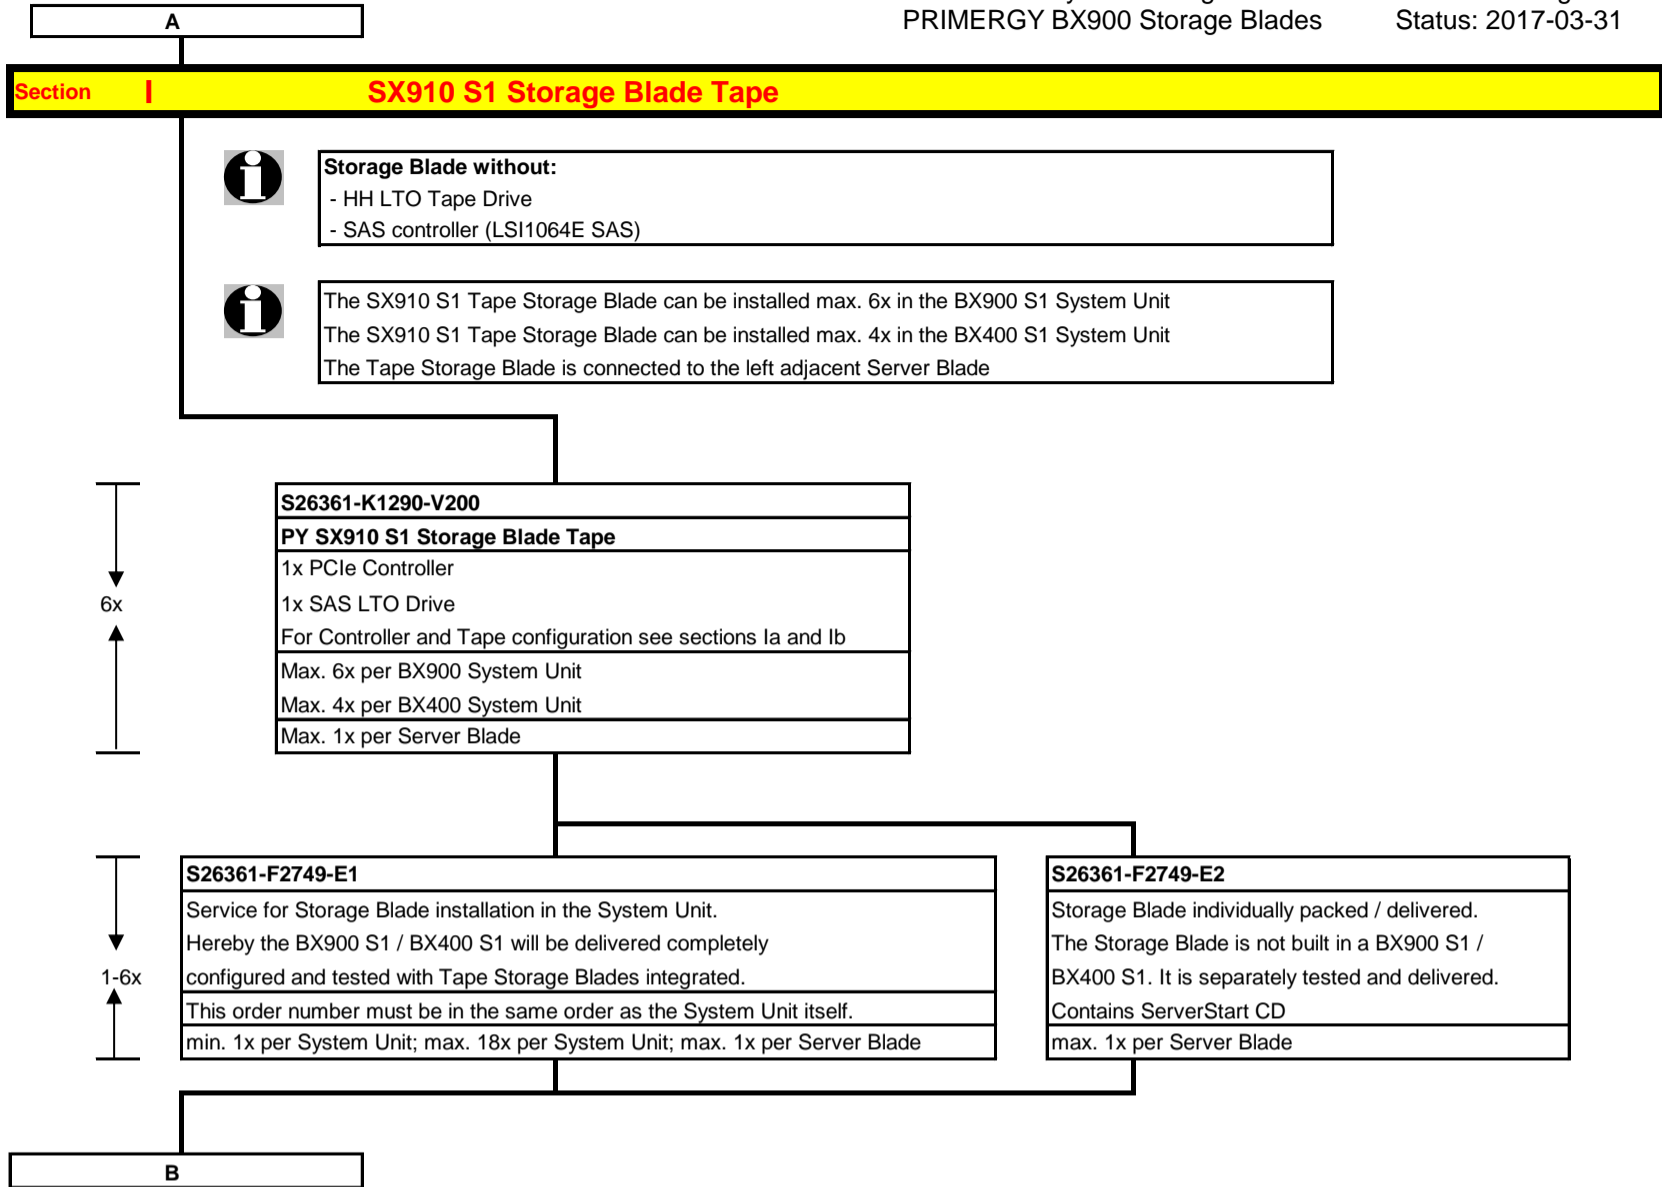 A
PRIMERGY BX900 Storage Blades Status: 2017-03-31
Section I SX910 S1 Storage Blade Tape
Storage Blade without:
- HH LTO Tape Drive
- SAS controller (LSI1064E SAS)
The SX910 S1 Tape Storage Blade can be installed max. 6x in the BX900 S1 System Unit
The SX910 S1 Tape Storage Blade can be installed max. 4x in the BX400 S1 System Unit
The Tape Storage Blade is connected to the left adjacent Server Blade
S26361-K1290-V200
PY SX910 S1 Storage Blade Tape
1x PCIe Controller
6x
1x SAS LTO Drive
For Controller and Tape configuration see sections Ia and Ib
Max. 6x per BX900 System Unit
Max. 4x per BX400 System Unit
Max. 1x per Server Blade
1-6x
S26361-F2749-E1
Service for Storage Blade installation in the System Unit.
Hereby the BX900 S1 / BX400 S1 will be delivered completely
configured and tested with Tape Storage Blades integrated.
This order number must be in the same order as the System Unit itself.
min. 1x per System Unit; max. 18x per System Unit; max. 1x per Server Blade
S26361-F2749-E2
Storage Blade individually packed / delivered.
The Storage Blade is not built in a BX900 S1 /
BX400 S1. It is separately tested and delivered.
Contains ServerStart CD
max. 1x per Server Blade
B